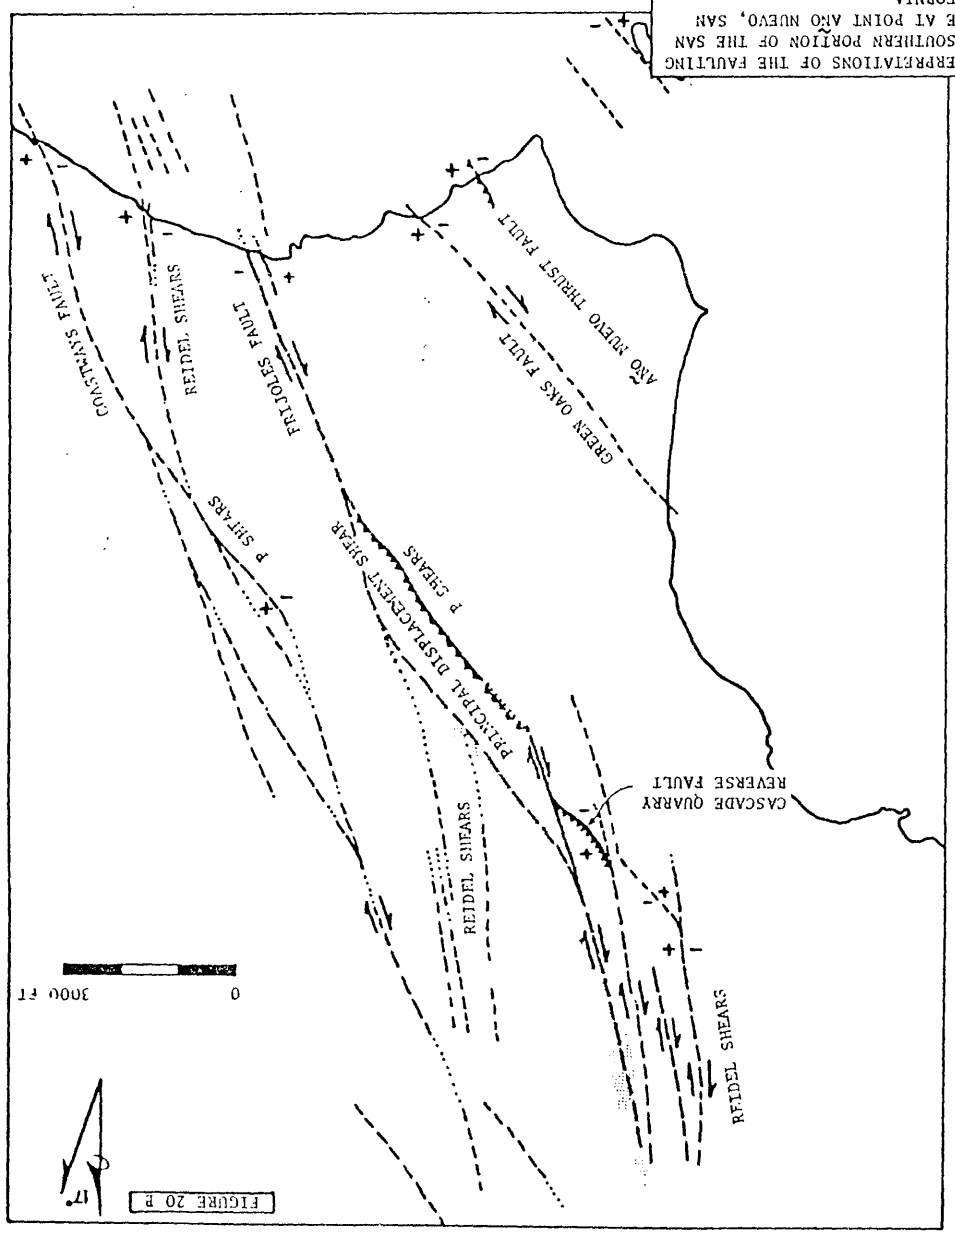 ERPRETATIONS OF THE FAULTING
SOUTHERN PORTION OF THE SAN
E AT POINT AÑO NUEVO, SAN
FORNIA
AÑO NUEVO THRUST FAULT
GREEN OAKS FAULT
FRIJOLES FAULT
REIDEL SHEARS
COASTWAYS FAULT
P SHEARS
P SHEARS
PRINCIPAL DISPLACEMENT SHEAR
CASCADE QUARRY
REVERSE FAULT
REIDEL SHEARS
REIDEL SHEARS
0 3000 FT
17°
FIGURE 20 B